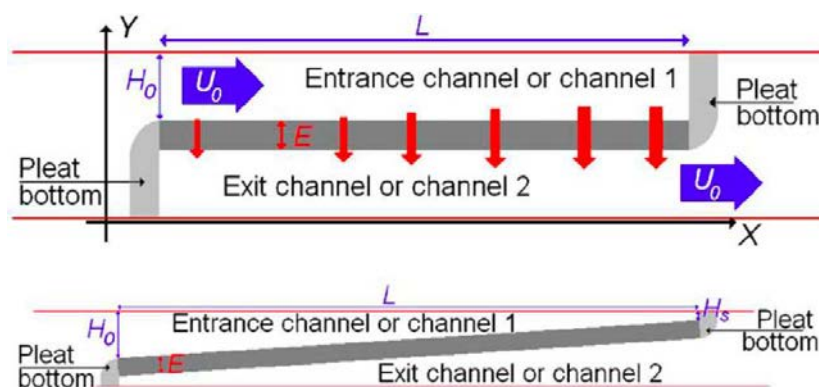 Y
L
H₀
U₀
Entrance channel or channel 1
Pleat
bottom
E
Pleat
bottom
Exit channel or channel 2
U₀
X
L
H₀
Entrance channel or channel 1
Hₛ
Pleat
bottom
E
Pleat
bottom
Exit channel or channel 2